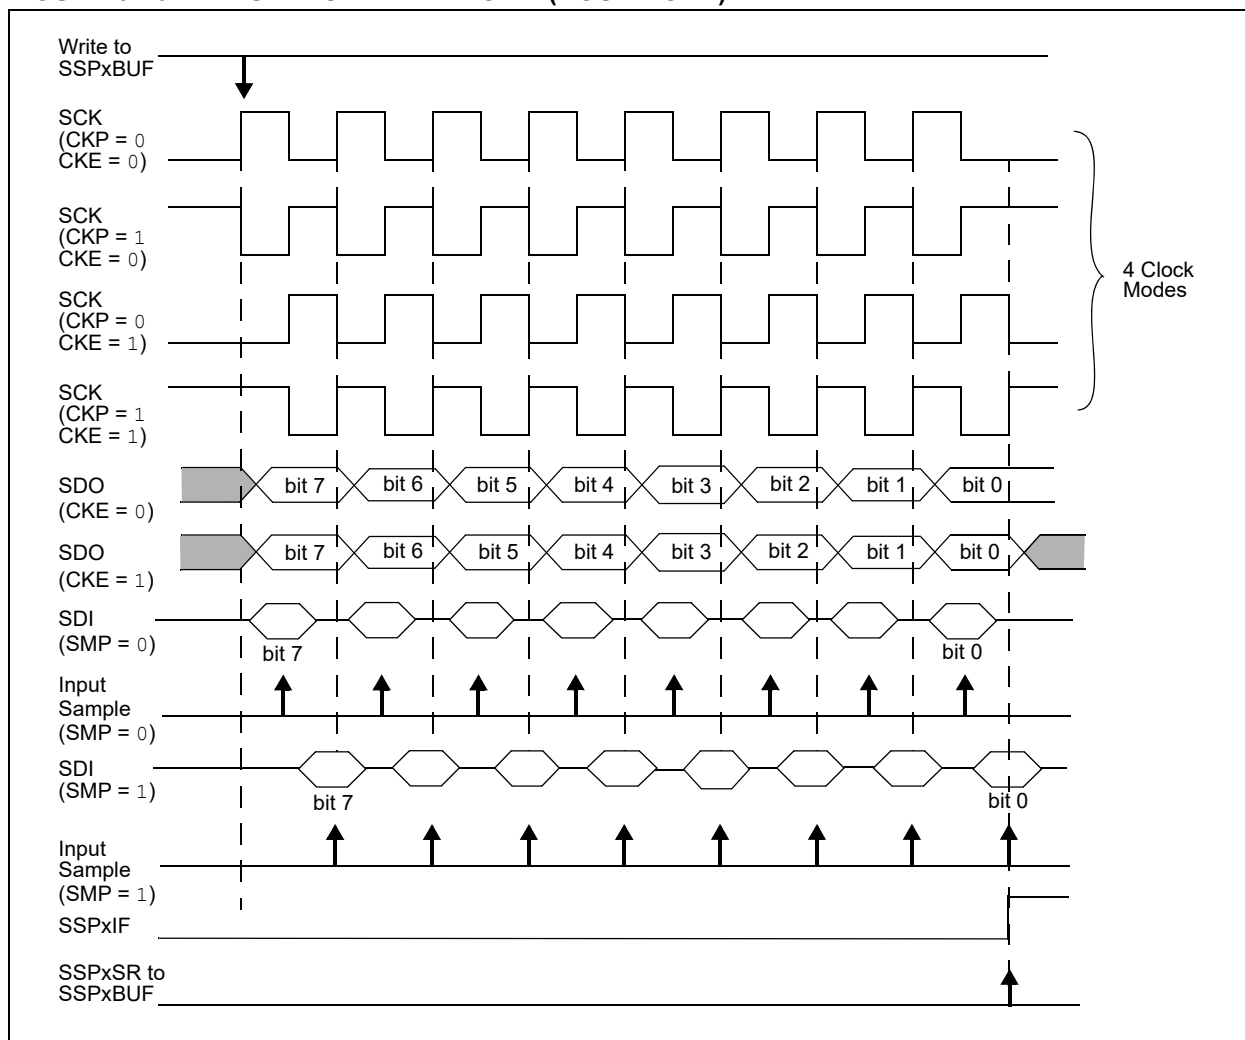 Write to
SSPxBUF
SCK
(CKP = 0
CKE = 0)
SCK
(CKP = 1
CKE = 0)
4 Clock
Modes
SCK
(CKP = 0
CKE = 1)
SCK
(CKP = 1
CKE = 1)
SDO
(CKE = 0)
bit 7 bit 6 bit 5 bit 4 bit 3 bit 2 bit 1 bit 0
SDO
(CKE = 1)
bit 7 bit 6 bit 5 bit 4 bit 3 bit 2 bit 1 bit 0
SDI
(SMP = 0)
bit 7 bit 0
Input
Sample
(SMP = 0)
SDI
(SMP = 1)
bit 7 bit 0
Input
Sample
(SMP = 1)
SSPxIF
SSPxSR to
SSPxBUF